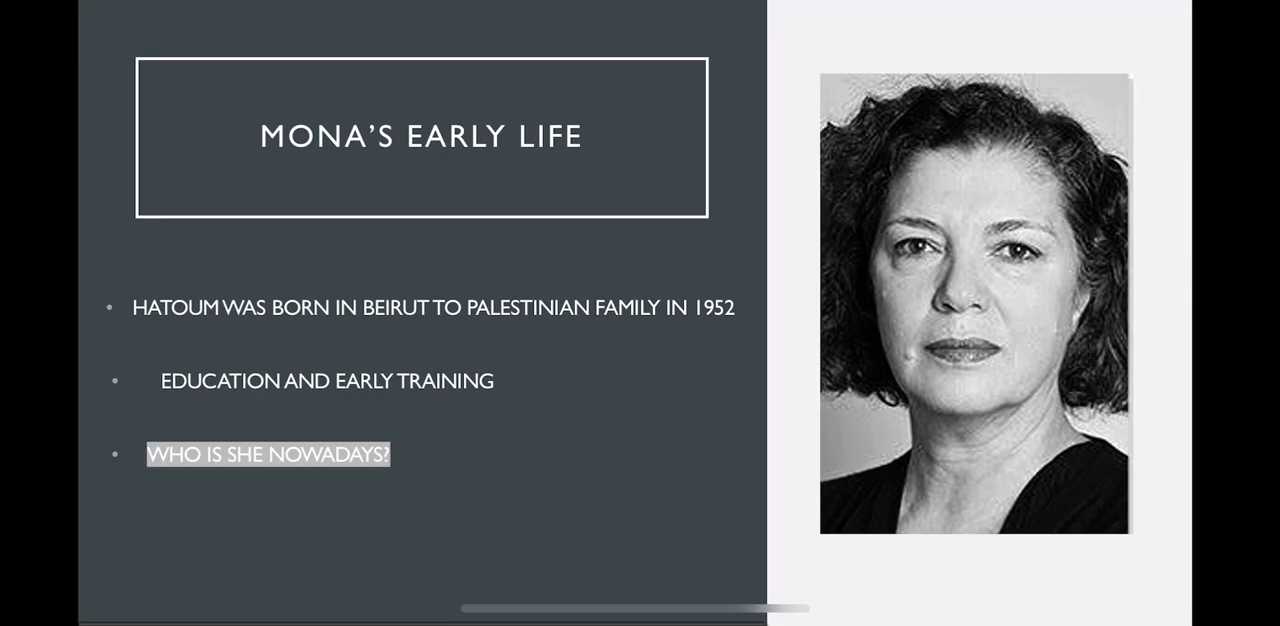 MONA'S EARLY LIFE
• HATOUM WAS BORN IN BEIRUT TO PALESTINIAN FAMILY IN 1952
• EDUCATION AND EARLY TRAINING
• WHO IS SHE NOWADAYS?